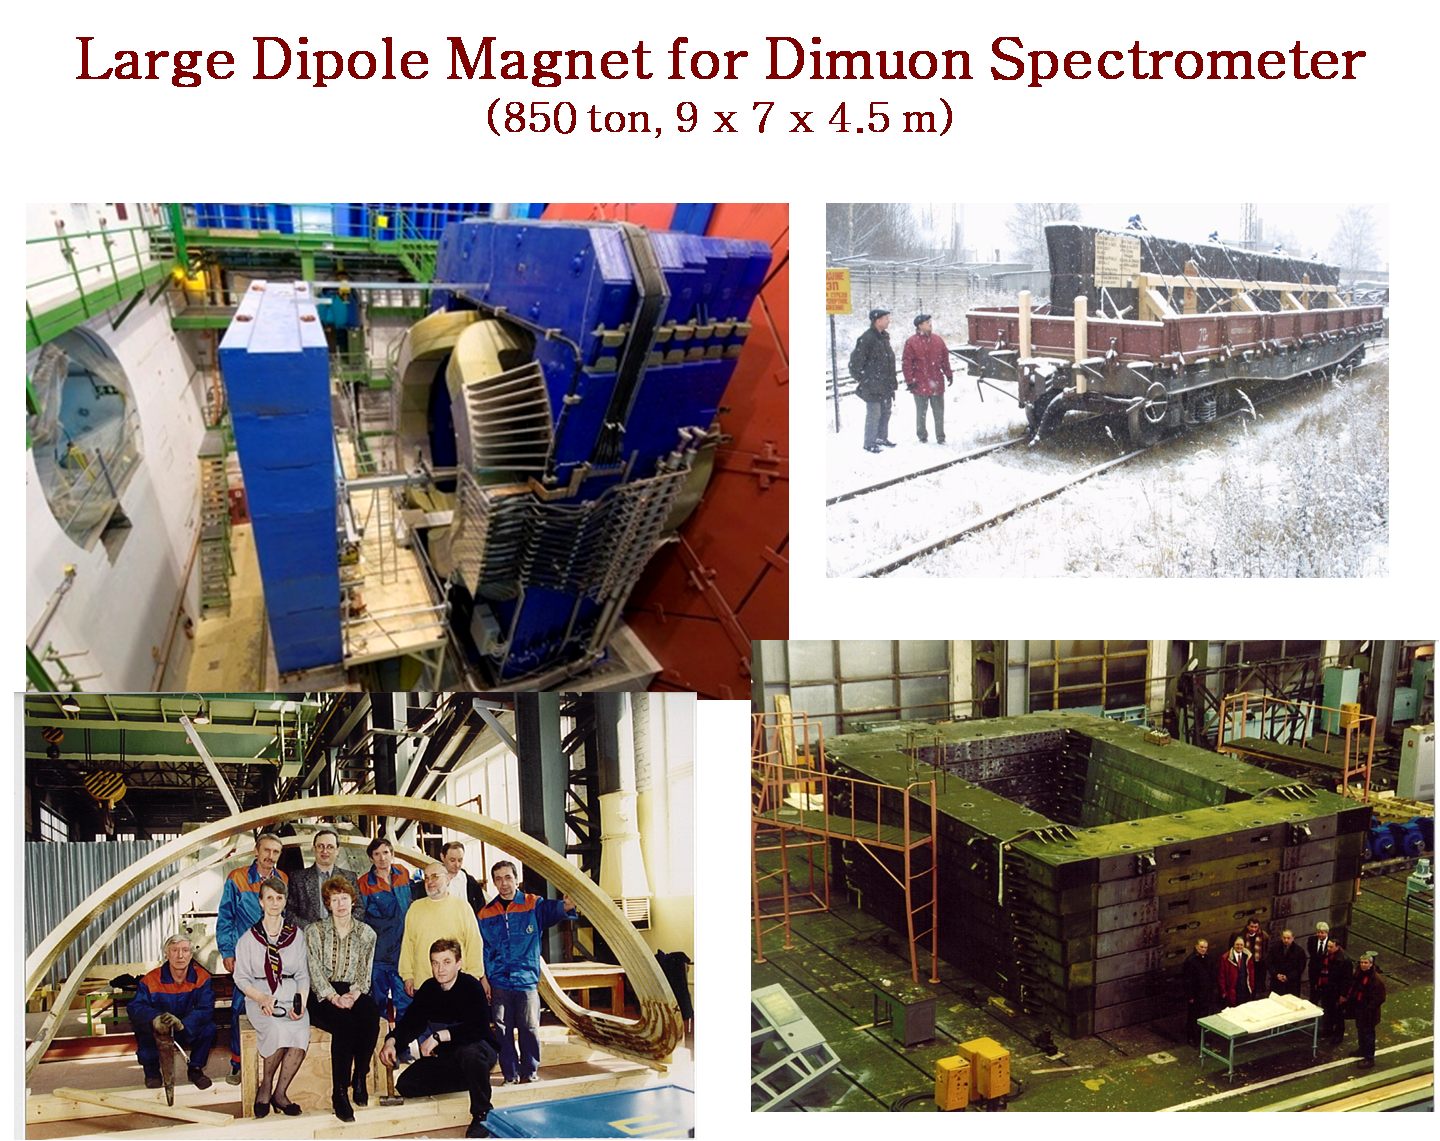 Large Dipole Magnet for Dimuon Spectrometer
(850 ton, 9 x 7 x 4.5 m)